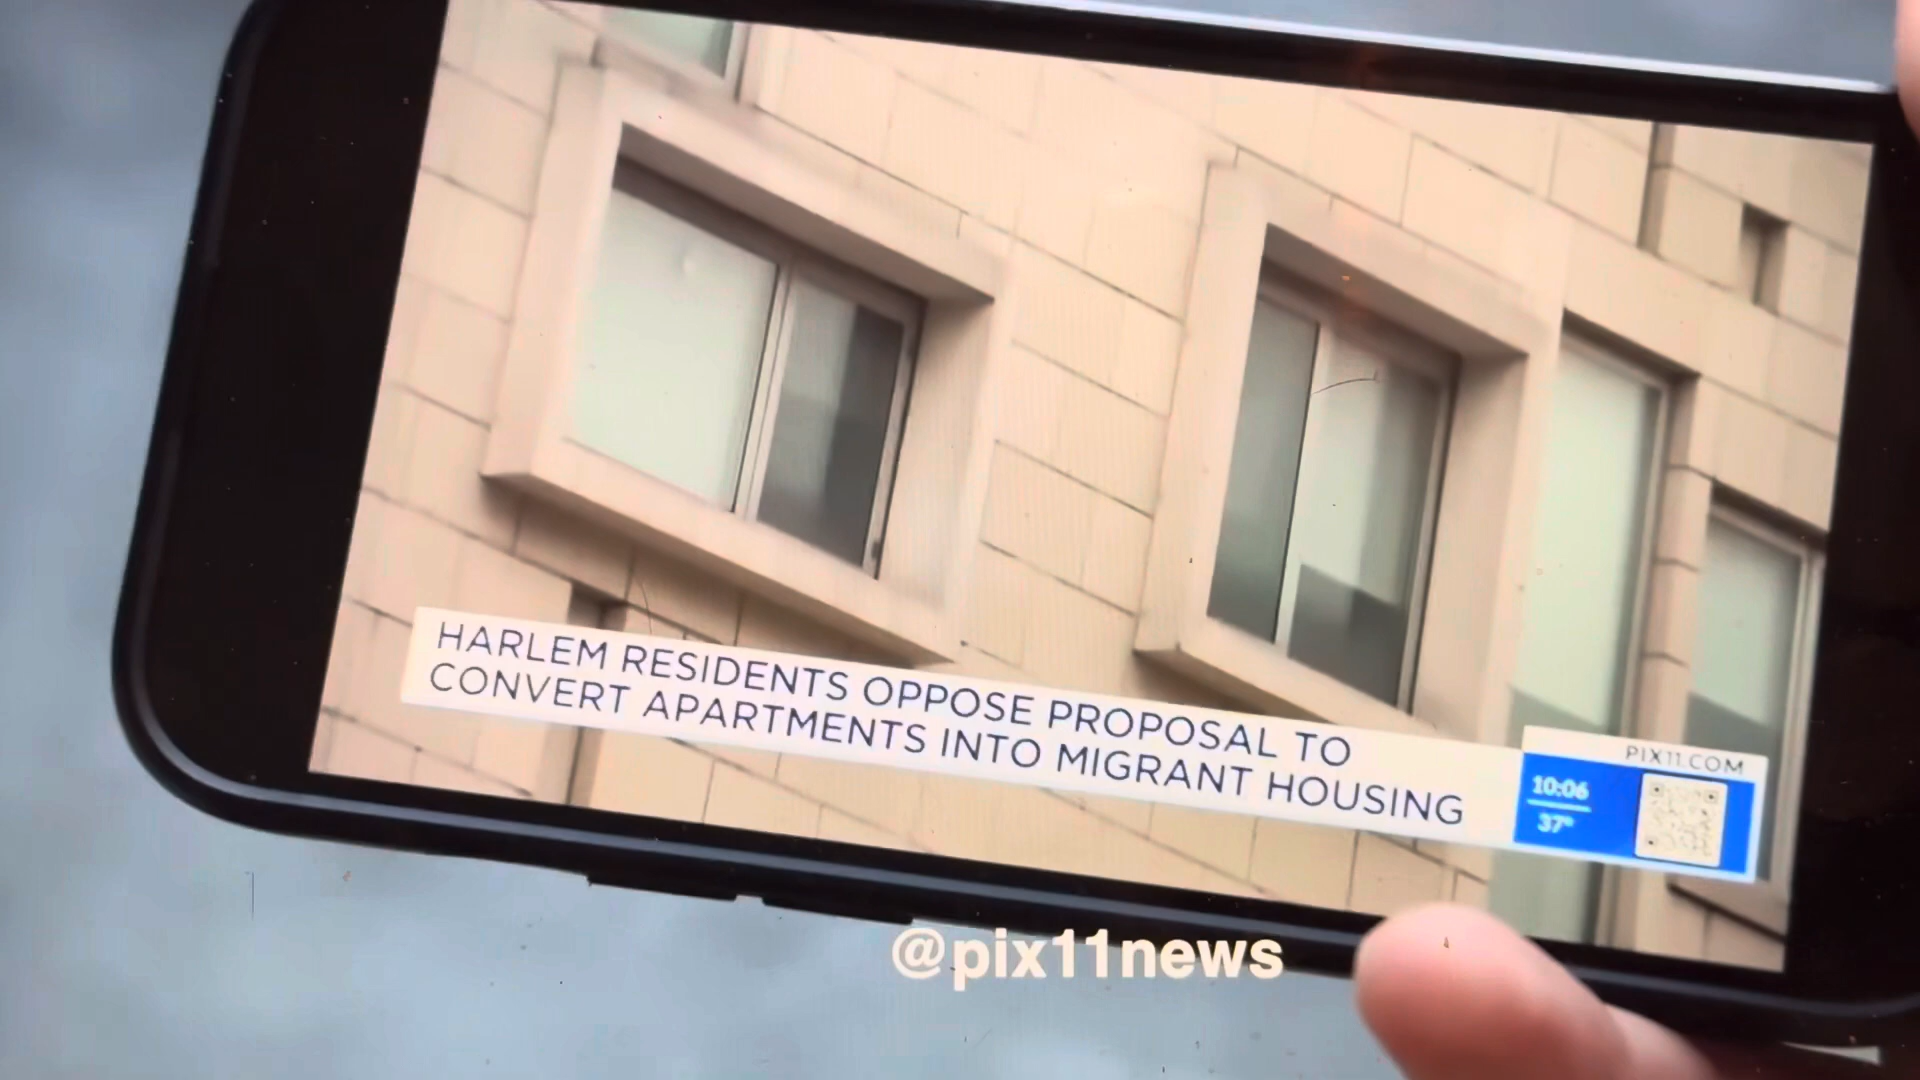 HARLEM RESIDENTS OPPOSE PROPOSAL TO
CONVERT APARTMENTS INTO MIGRANT HOUSING
PIX11.COM
10:06
37°
@pix11news